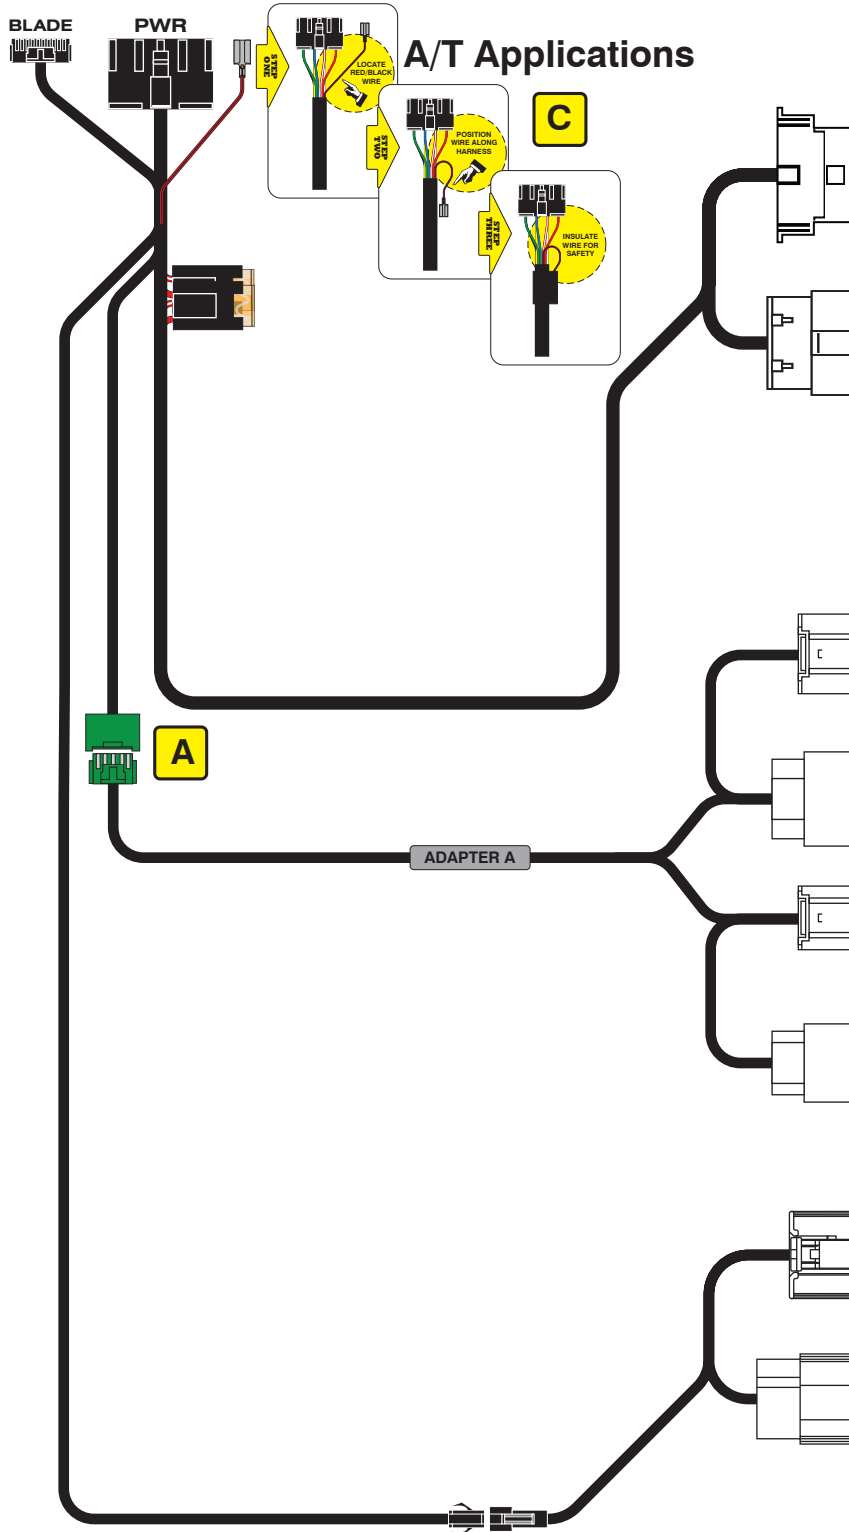 BLADE
PWR
A/T Applications
STEP
ONE
LOCATE
RED/BLACK
WIRE
C
STEP
TWO
POSITION
WIRE ALONG
HARNESS
STEP
THREE
INSULATE
WIRE FOR
SAFETY
A
ADAPTER A